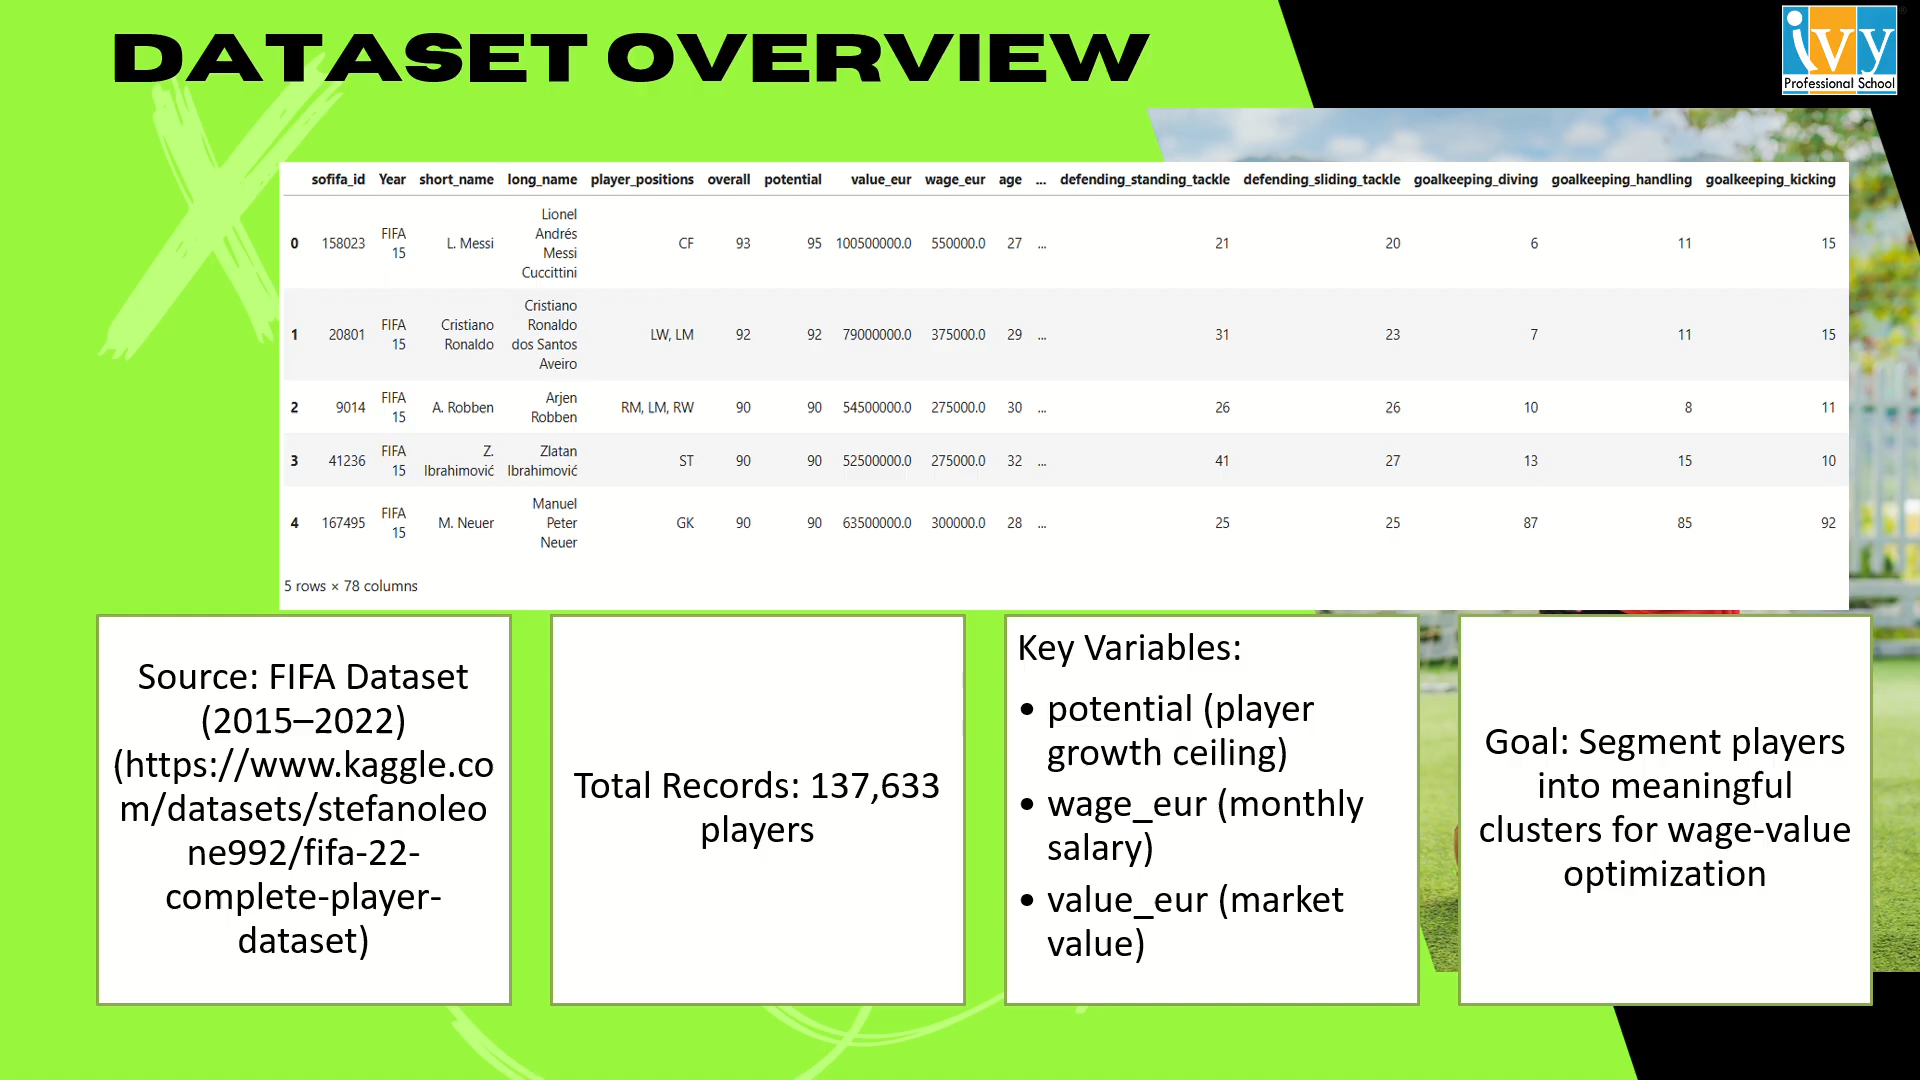 DATASET OVERVIEW
ivy
Professional School
sofifa_id Year short_name long_name player_positions overall potential value_eur wage_eur age ... defending_standing_tackle defending_sliding_tackle goalkeeping_diving goalkeeping_handling goalkeeping_kicking
0 158023 FIFA 15 L. Messi Lionel Andrés Messi Cuccittini CF 93 95 100500000.0 550000.0 27 ... 21 20 6 11 15
1 20801 FIFA 15 Cristiano Ronaldo Cristiano Ronaldo dos Santos Aveiro LW, LM 92 92 79000000.0 375000.0 29 ... 31 23 7 11 15
2 9014 FIFA 15 A. Robben Arjen Robben RM, LM, RW 90 90 54500000.0 275000.0 30 ... 26 26 10 8 11
3 41236 FIFA 15 Z. Ibrahimović Zlatan Ibrahimović ST 90 90 52500000.0 275000.0 32 ... 41 27 13 15 10
4 167495 FIFA 15 M. Neuer Manuel Peter Neuer GK 90 90 63500000.0 300000.0 28 ... 25 25 87 85 92
5 rows × 78 columns
Source: FIFA Dataset
(2015–2022)
(https://www.kaggle.co
m/datasets/stefanoleo
ne992/fifa-22-
complete-player-
dataset)
Total Records: 137,633
players
Key Variables:
• potential (player
growth ceiling)
• wage_eur (monthly
salary)
• value_eur (market
value)
Goal: Segment players
into meaningful
clusters for wage-value
optimization